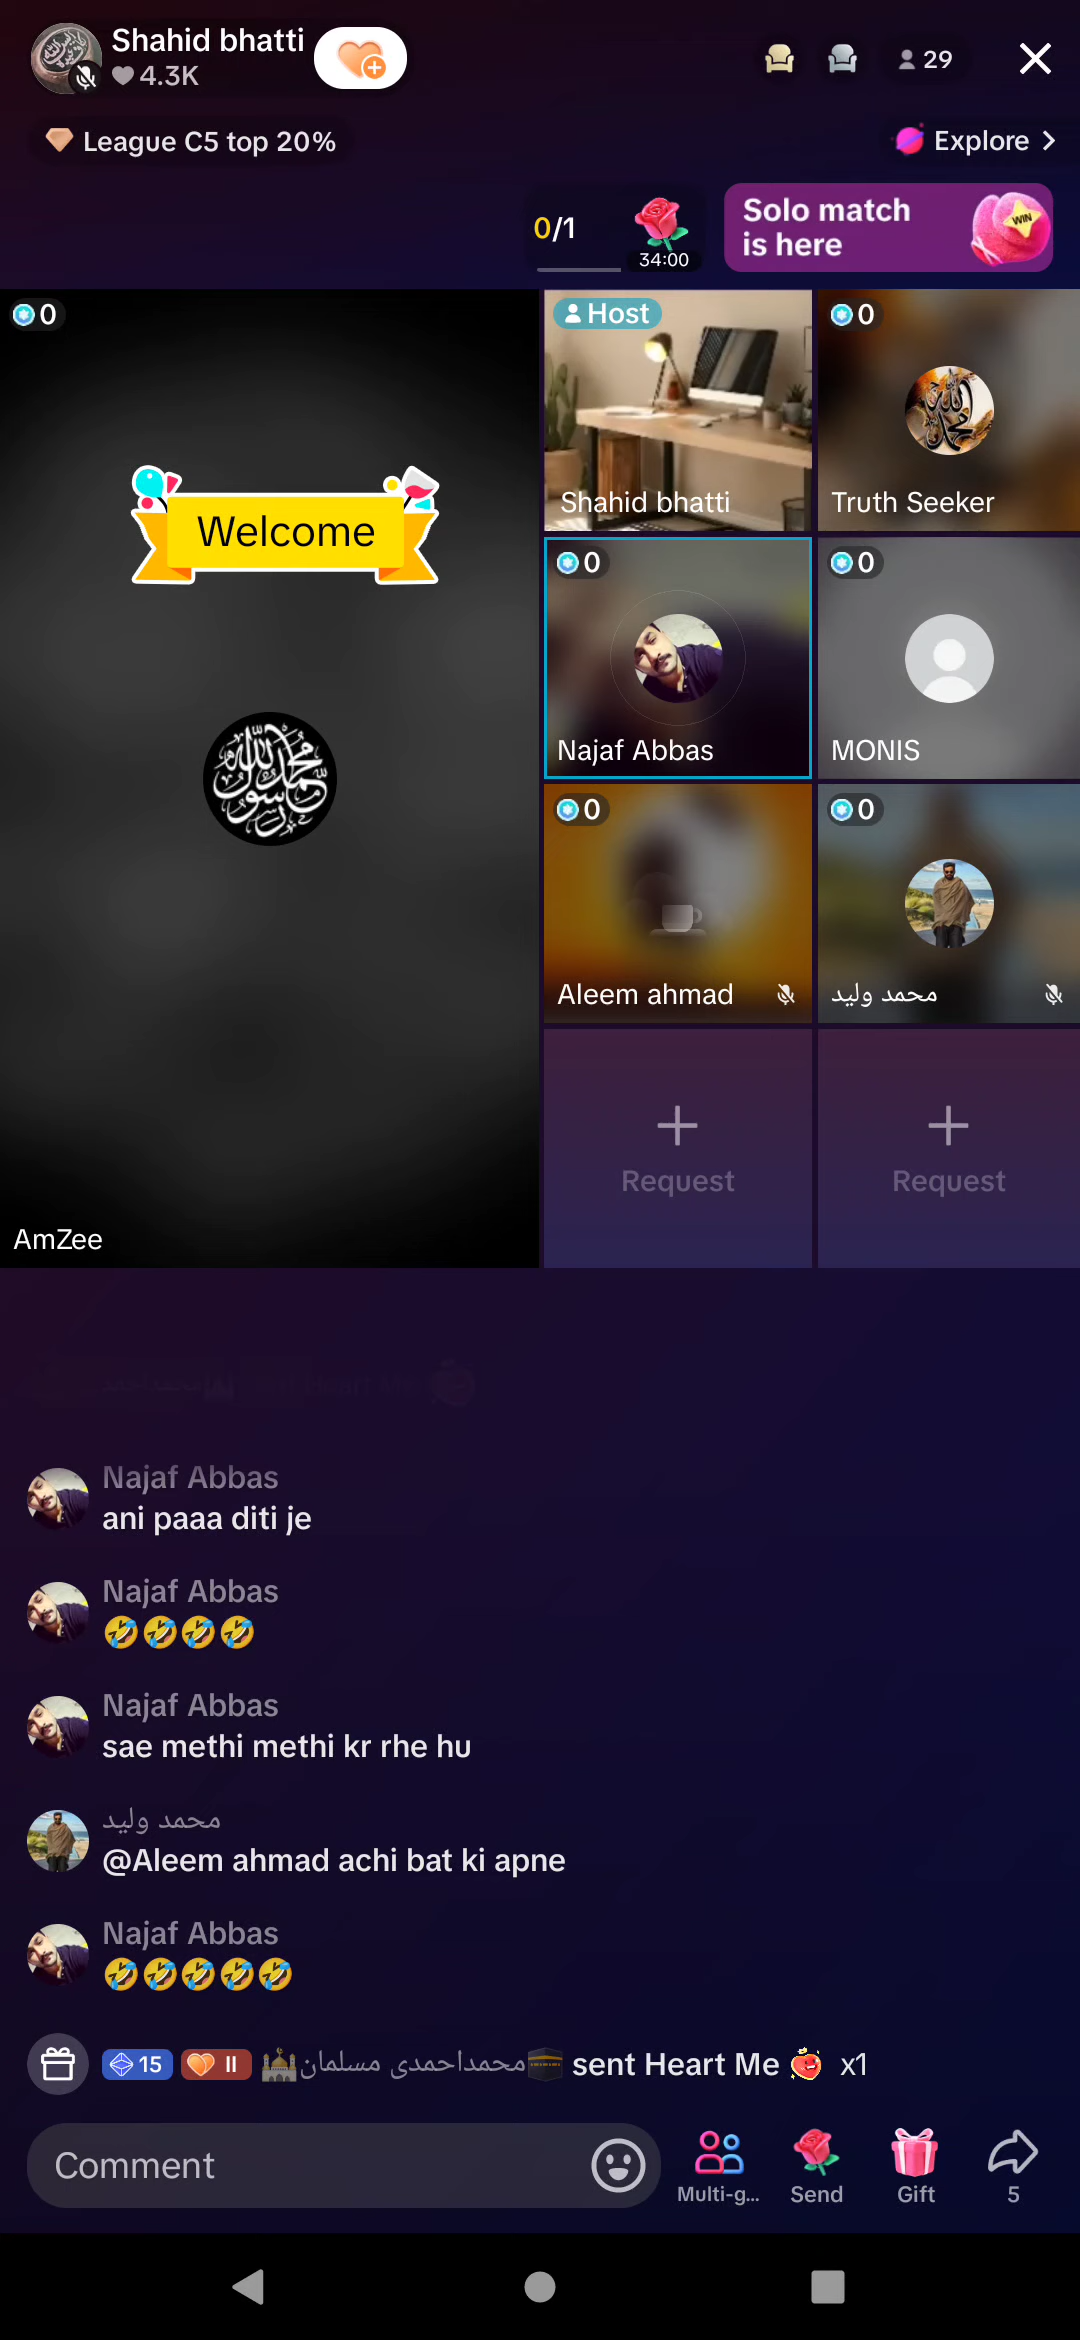 Shahid bhatti
4.3K
29
League C5 top 20%
Explore
0/1
34:00
Solo match
is here
WIN
0
Welcome
محمد رسول الله
AmZee
Host
Shahid bhatti
0
Truth Seeker
0
Najaf Abbas
0
MONIS
0
Aleem ahmad
0
محمد وليد
Request
Request
Najaf Abbas
ani paaa diti je
Najaf Abbas
🤣🤣🤣🤣
Najaf Abbas
sae methi methi kr rhe hu
محمد وليد
@Aleem ahmad achi bat ki apne
Najaf Abbas
🤣🤣🤣🤣🤣
15 II 🕌محمداحمدی مسلمان🕋 sent Heart Me x1
Comment
Multi-g...
Send
Gift
5